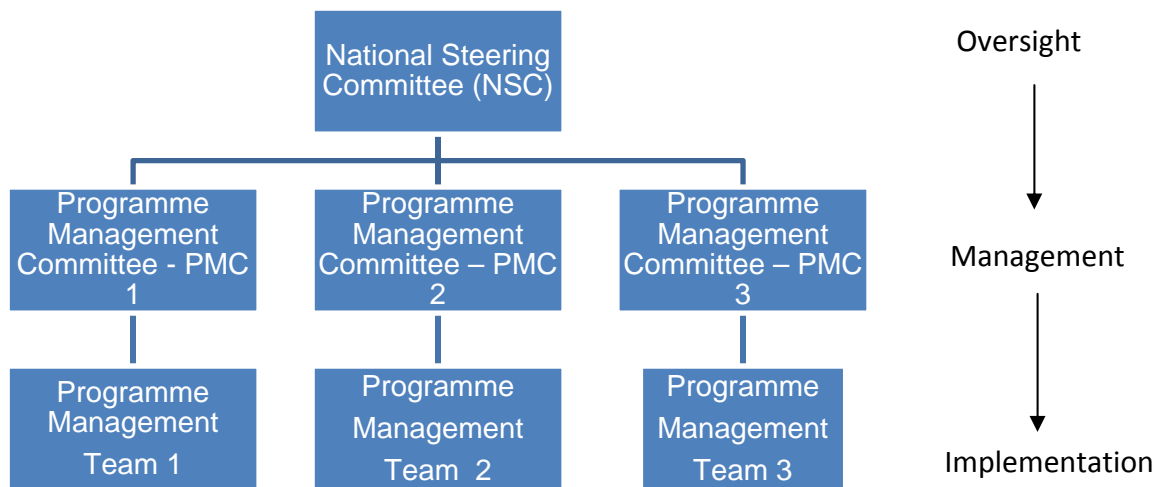 National Steering
Committee (NSC)
Oversight
Programme
Management
Committee - PMC
1
Programme
Management
Committee – PMC
2
Programme
Management
Committee – PMC
3
Management
Programme
Management
Team 1
Programme
Management
Team  2
Programme
Management
Team 3
Implementation